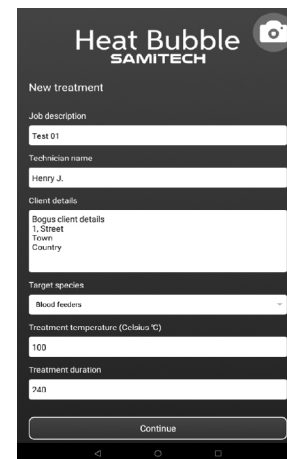 Heat Bubble
SAMITECH
New treatment
Job description
Test 01
Technician name
Henry J.
Client details
Bogus client details
1. Street
Town
Country
Target species
Blood feeders
Treatment temperature (Celsius °C)
100
Treatment duration
240
Continue